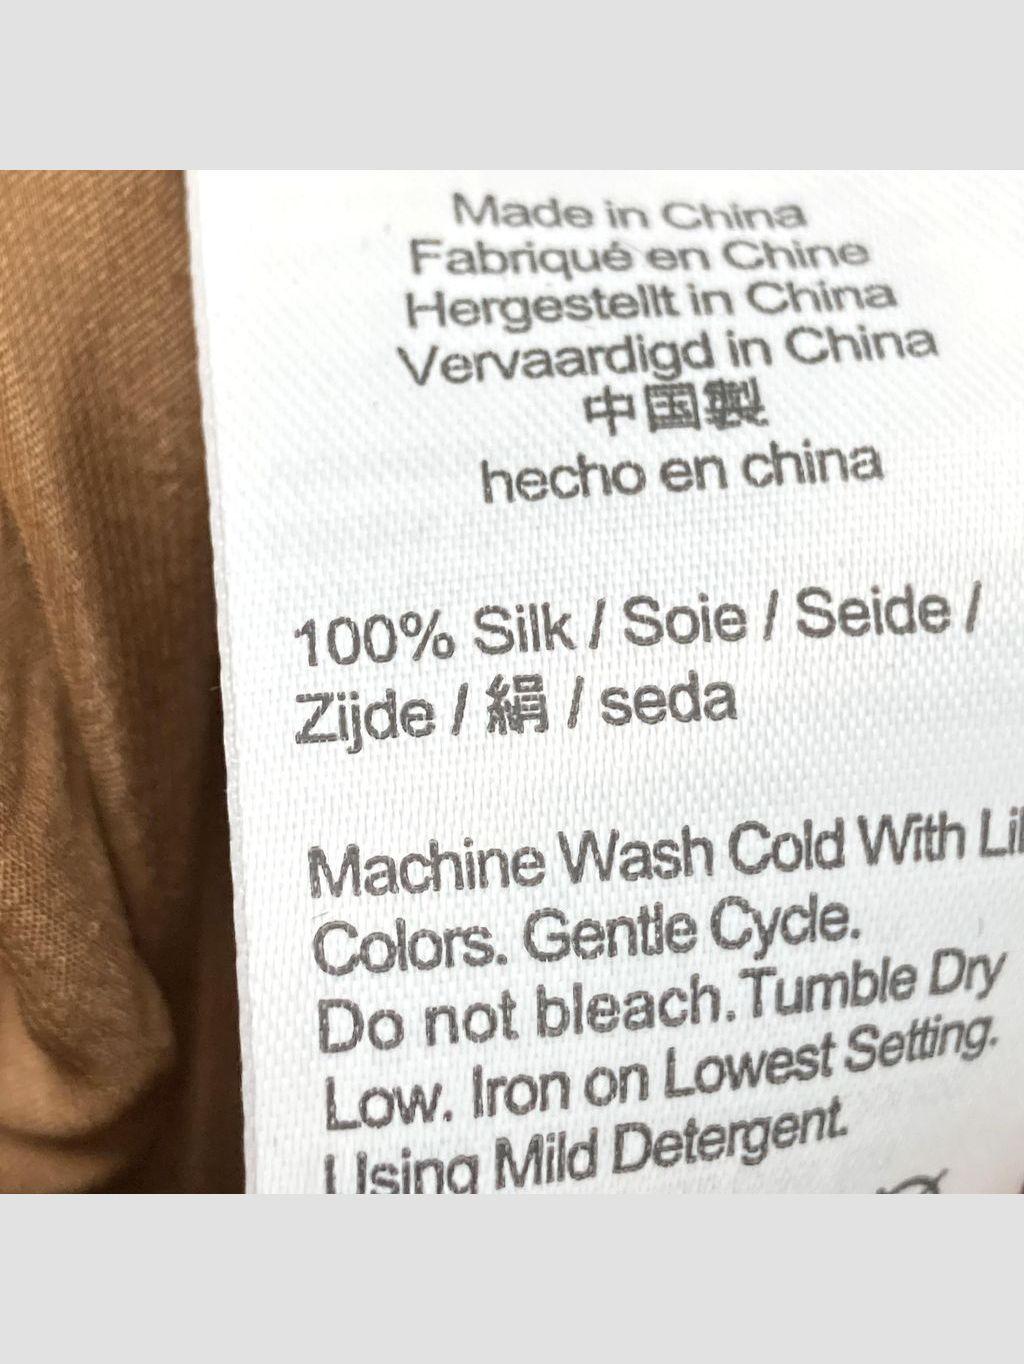 Made in China
Fabriqué en Chine
Hergestellt in China
Vervaardigd in China
中国製
hecho en china
100% Silk / Soie / Seide /
Zijde / 絹 / seda
Machine Wash Cold With
Colors. Gentle Cycle.
Do not bleach.Tumble Dry
Low. Iron on Lowest Setting.
Using Mild Detergent.